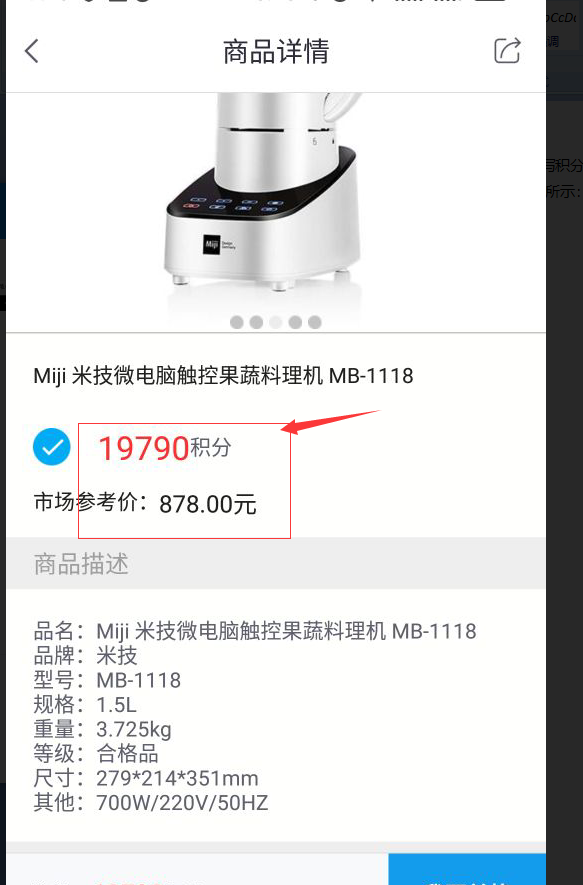 商品详情
5
Miji
Miji 米技微电脑触控果蔬料理机 MB-1118
19790积分
市场参考价：878.00元
商品描述
品名：Miji 米技微电脑触控果蔬料理机 MB-1118
品牌：米技
型号：MB-1118
规格：1.5L
重量：3.725kg
等级：合格品
尺寸：279*214*351mm
其他：700W/220V/50HZ
调
写积分
所示：